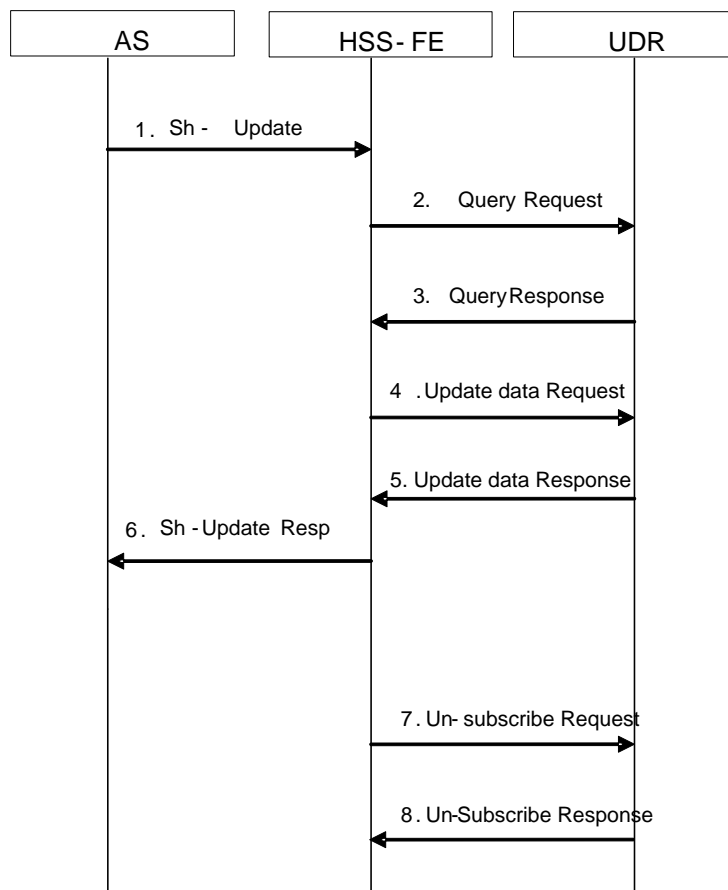 AS
HSS-FE
UDR
1. Sh - Update
2. Query Request
3. QueryResponse
4 .Update data Request
5. Update data Response
6. Sh -Update Resp
7. Un- subscribe Request
8. Un-Subscribe Response